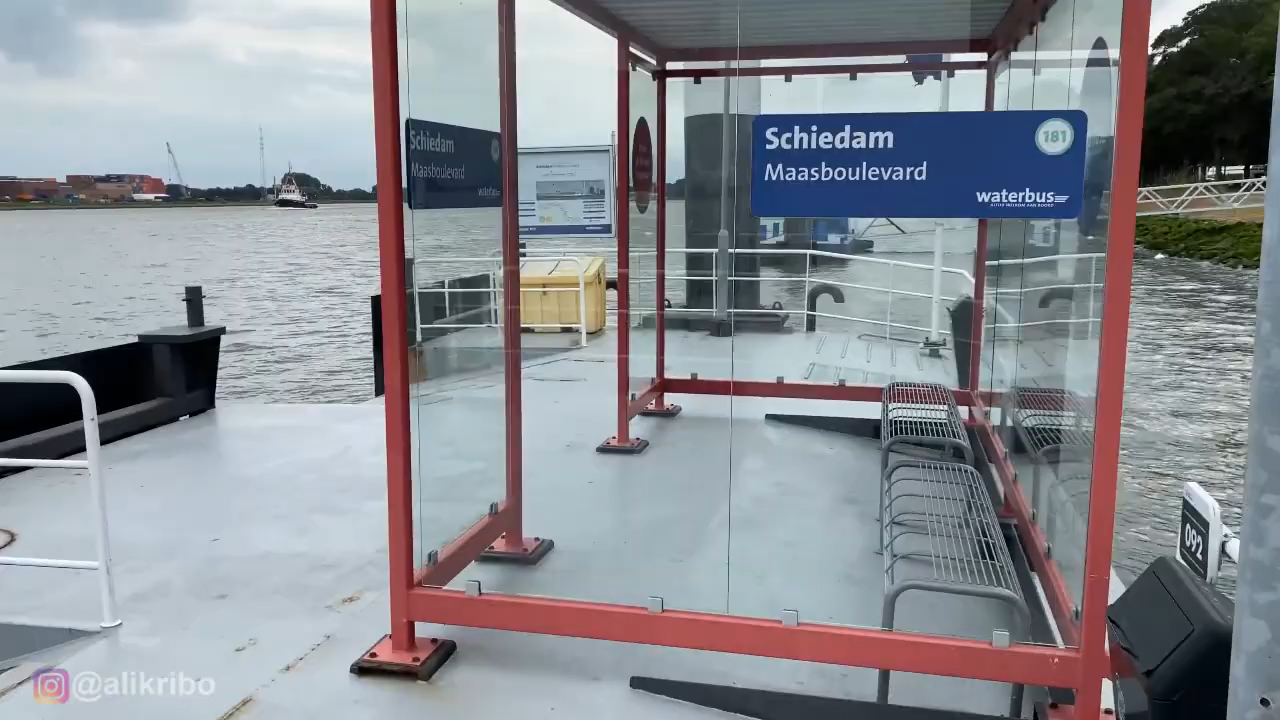 Schiedam
Maasboulevard
waterbus
Schiedam
181
Maasboulevard
waterbus
092
@alikribo